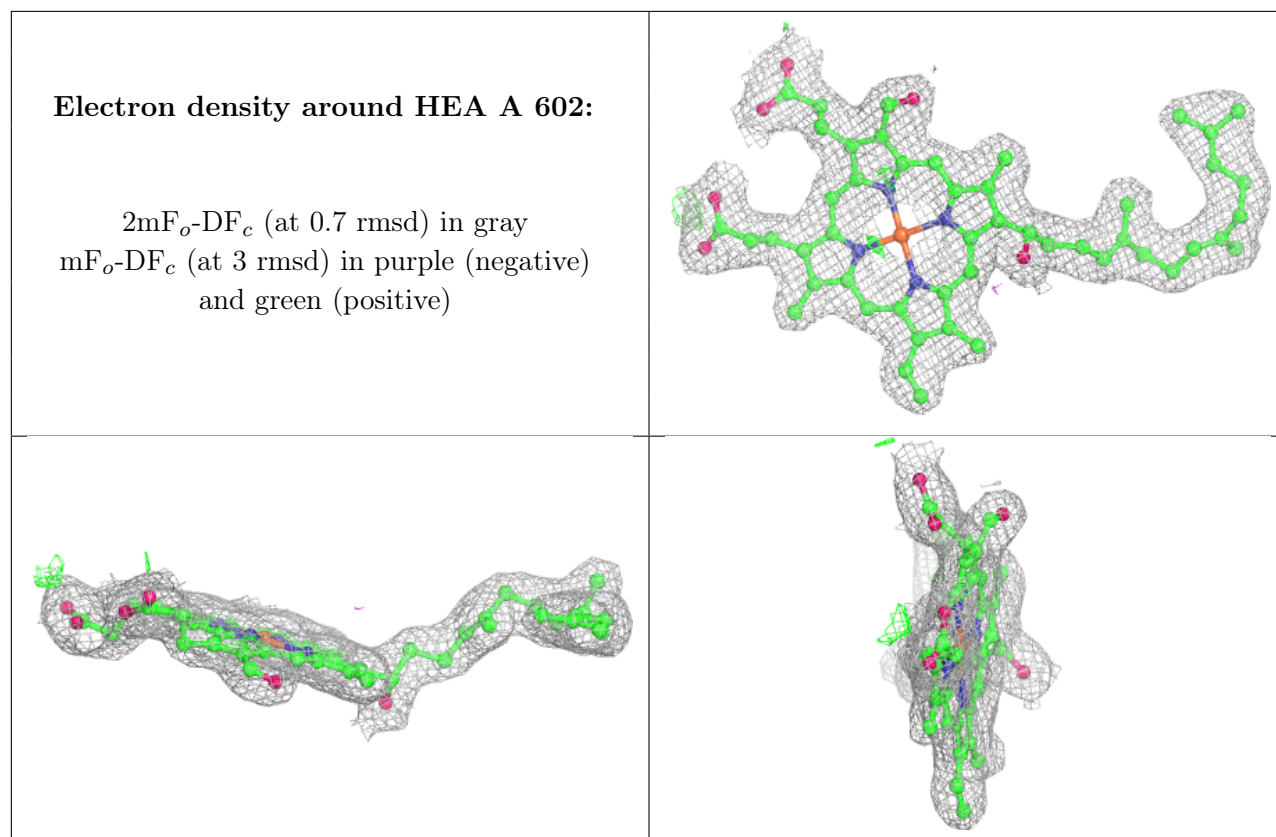 Electron density around HEA A 602:
2mFo-DFc (at 0.7 rmsd) in gray
mFo-DFc (at 3 rmsd) in purple (negative)
and green (positive)